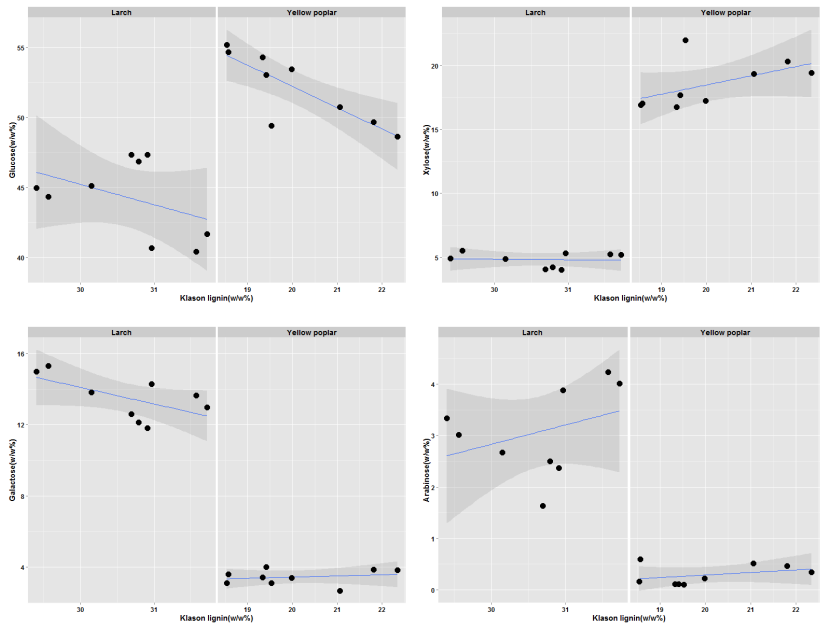 Larch Yellow poplar
55
50
45
40
Glucose(w/w%)
30 31 19 20 21 22
Klason lignin(w/w%)
Larch Yellow poplar
20
15
10
5
Xylose(w/w%)
30 31 19 20 21 22
Klason lignin(w/w%)
Larch Yellow poplar
16
12
8
4
Galactose(w/w%)
30 31 19 20 21 22
Klason lignin(w/w%)
Larch Yellow poplar
4
3
2
1
0
Arabinose(w/w%)
30 31 19 20 21 22
Klason lignin(w/w%)